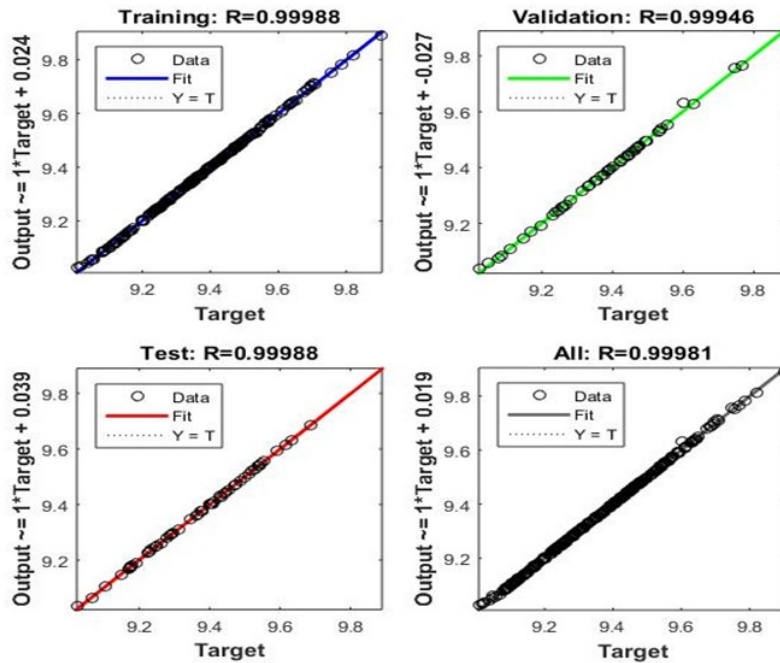 Training: R=0.99988
Output ~= 1*Target + 0.024
Data
Fit
Y = T
9.8
9.6
9.4
9.2
9.2
9.4
9.6
9.8
Target
Validation: R=0.99946
Output ~= 1*Target + -0.027
Data
Fit
Y = T
9.8
9.6
9.4
9.2
9.2
9.4
9.6
9.8
Target
Test: R=0.99988
Output ~= 1*Target + 0.039
Data
Fit
Y = T
9.8
9.6
9.4
9.2
9.2
9.4
9.6
9.8
Target
All: R=0.99981
Output ~= 1*Target + 0.019
Data
Fit
Y = T
9.8
9.6
9.4
9.2
9.2
9.4
9.6
9.8
Target